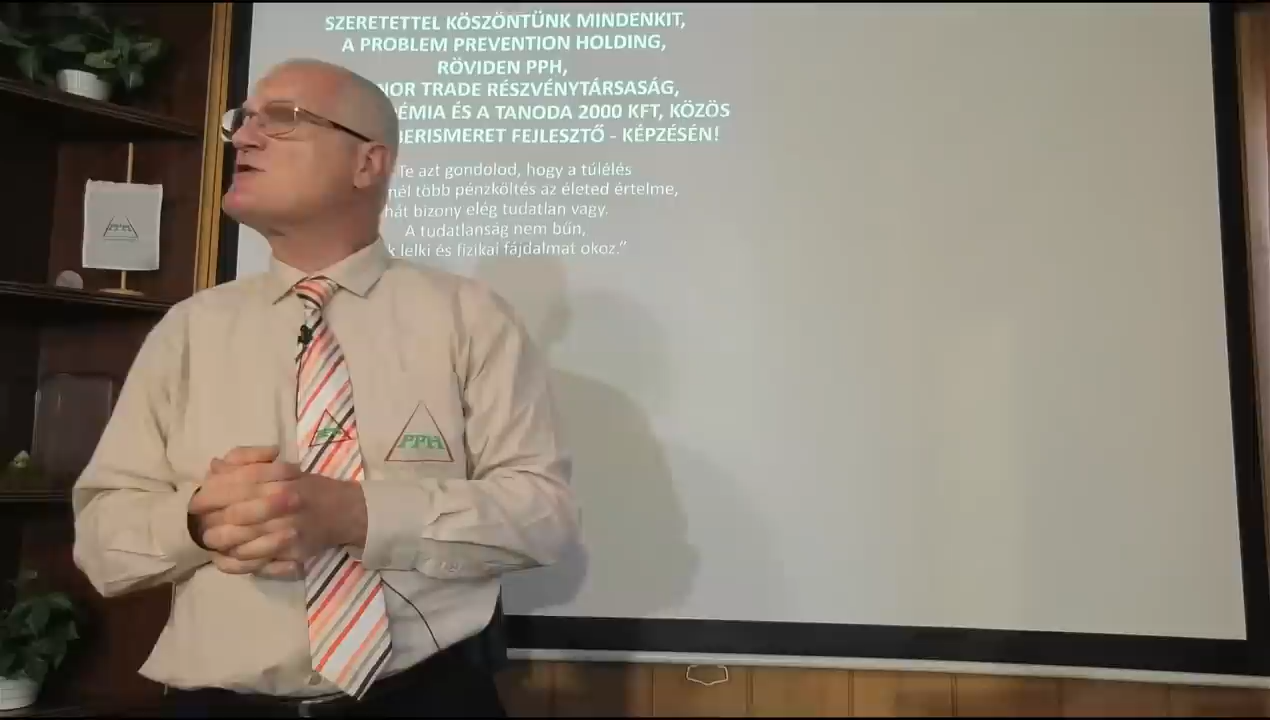 SZERETETTEL KÖSZÖNTÜNK MINDENKIT,
A PROBLEM PREVENTION HOLDING,
RÖVIDEN PPH,
NOR TRADE RÉSZVÉNYTÁRSASÁG,
ÉMIA ÉS A TANODA 2000 KFT, KÖZÖS
BERISMERET FEJLESZTŐ - KÉPZÉSÉN!
Te azt gondolod, hogy a túlélés
nél több pénzköltés az életed értelme,
hát bizony elég tudatlan vagy.
A tudatlanság nem bűn,
k lelki és fizikai fájdalmat okoz."
PPH